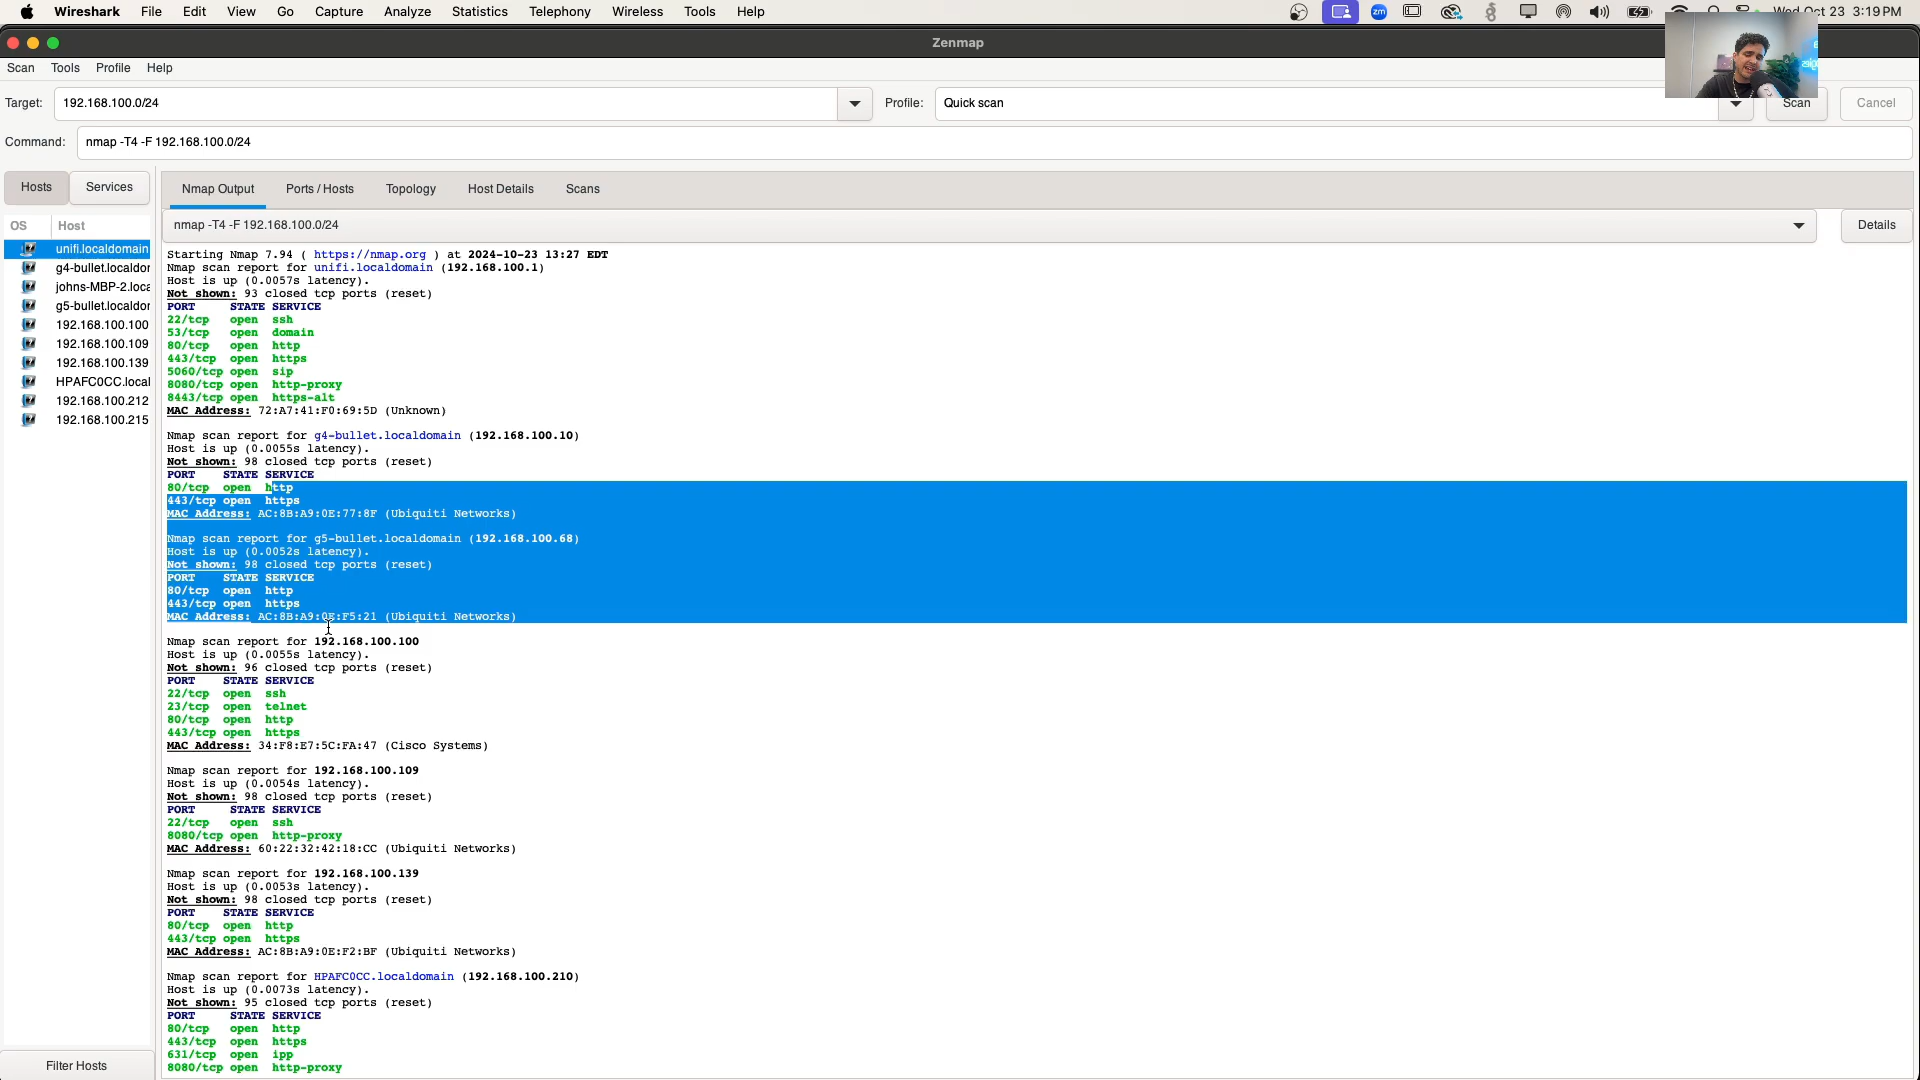 Wireshark File Edit View Go Capture Analyze Statistics Telephony Wireless Tools Help zm Wed Oct 23 3:19 PM
Zenmap
Scan Tools Profile Help
Target: 192.168.100.0/24 Profile: Quick scan Scan Cancel
Command: nmap -T4 -F 192.168.100.0/24
Hosts Services Nmap Output Ports / Hosts Topology Host Details Scans
OS Host
nmap -T4 -F 192.168.100.0/24 Details
unifi.localdomain
g4-bullet.localdor
johns-MBP-2.loca
g5-bullet.localdor
192.168.100.100
192.168.100.109
192.168.100.139
HPAFC0CC.local
192.168.100.212
192.168.100.215
Filter Hosts
Starting Nmap 7.94 ( https://nmap.org ) at 2024-10-23 13:27 EDT
Nmap scan report for unifi.localdomain (192.168.100.1)
Host is up (0.0057s latency).
Not shown: 93 closed tcp ports (reset)
PORT STATE SERVICE
22/tcp open ssh
53/tcp open domain
80/tcp open http
443/tcp open https
5060/tcp open sip
8080/tcp open http-proxy
8443/tcp open https-alt
MAC Address: 72:A7:41:F0:69:5D (Unknown)
Nmap scan report for g4-bullet.localdomain (192.168.100.10)
Host is up (0.0055s latency).
Not shown: 98 closed tcp ports (reset)
PORT STATE SERVICE
80/tcp open http
443/tcp open https
MAC Address: AC:8B:A9:0E:77:8F (Ubiquiti Networks)
Nmap scan report for g5-bullet.localdomain (192.168.100.68)
Host is up (0.0052s latency).
Not shown: 98 closed tcp ports (reset)
PORT STATE SERVICE
80/tcp open http
443/tcp open https
MAC Address: AC:8B:A9:0E:F5:21 (Ubiquiti Networks)
Nmap scan report for 192.168.100.100
Host is up (0.0055s latency).
Not shown: 96 closed tcp ports (reset)
PORT STATE SERVICE
22/tcp open ssh
23/tcp open telnet
80/tcp open http
443/tcp open https
MAC Address: 34:F8:E7:5C:FA:47 (Cisco Systems)
Nmap scan report for 192.168.100.109
Host is up (0.0054s latency).
Not shown: 98 closed tcp ports (reset)
PORT STATE SERVICE
22/tcp open ssh
8080/tcp open http-proxy
MAC Address: 60:22:32:42:18:CC (Ubiquiti Networks)
Nmap scan report for 192.168.100.139
Host is up (0.0053s latency).
Not shown: 98 closed tcp ports (reset)
PORT STATE SERVICE
80/tcp open http
443/tcp open https
MAC Address: AC:8B:A9:0E:F2:BF (Ubiquiti Networks)
Nmap scan report for HPAFC0CC.localdomain (192.168.100.210)
Host is up (0.0073s latency).
Not shown: 95 closed tcp ports (reset)
PORT STATE SERVICE
80/tcp open http
443/tcp open https
631/tcp open ipp
8080/tcp open http-proxy